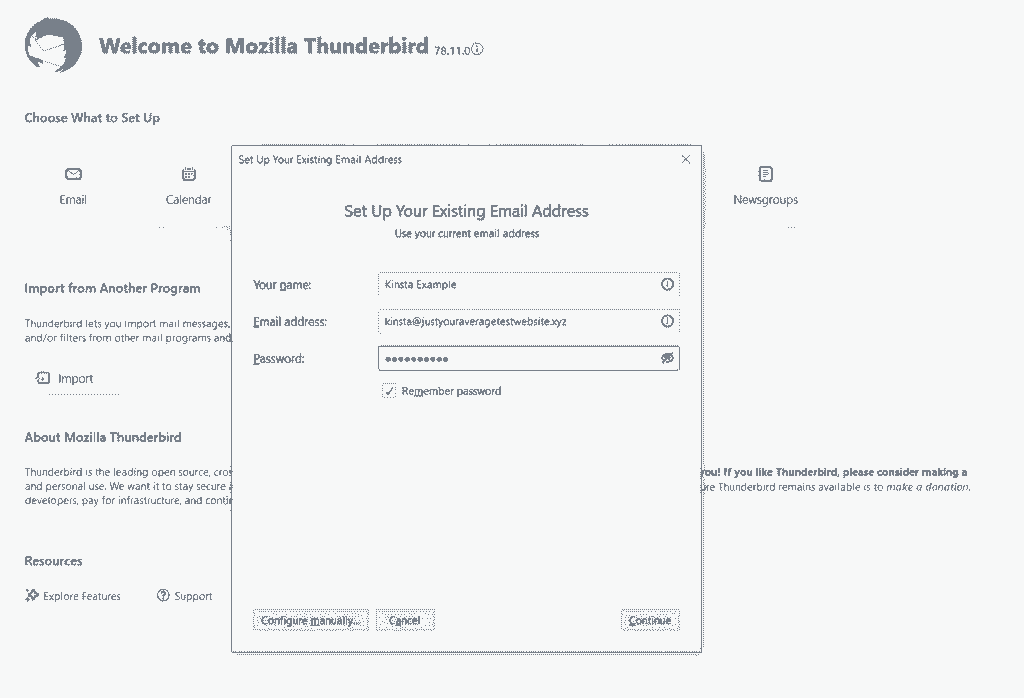 Welcome to Mozilla Thunderbird 78.11.0
Choose What to Set Up
Email
Calendar
Newsgroups
Set Up Your Existing Email Address
Set Up Your Existing Email Address
Use your current email address
Your name:
Kinsta Example
Email address:
kinsta@justyouraveragetestwebsite.xyz
Password:
••••••••••
✓ Remember password
Configure manually...
Cancel
Continue
Import from Another Program
Thunderbird lets you import mail messages,
and/or filters from other mail programs and
Import
About Mozilla Thunderbird
Thunderbird is the leading open source, cros
you! If you like Thunderbird, please consider making a
and personal use. We want it to stay secure
Thunderbird remains available is to make a donation.
developers, pay for infrastructure, and contin
Resources
Explore Features
Support